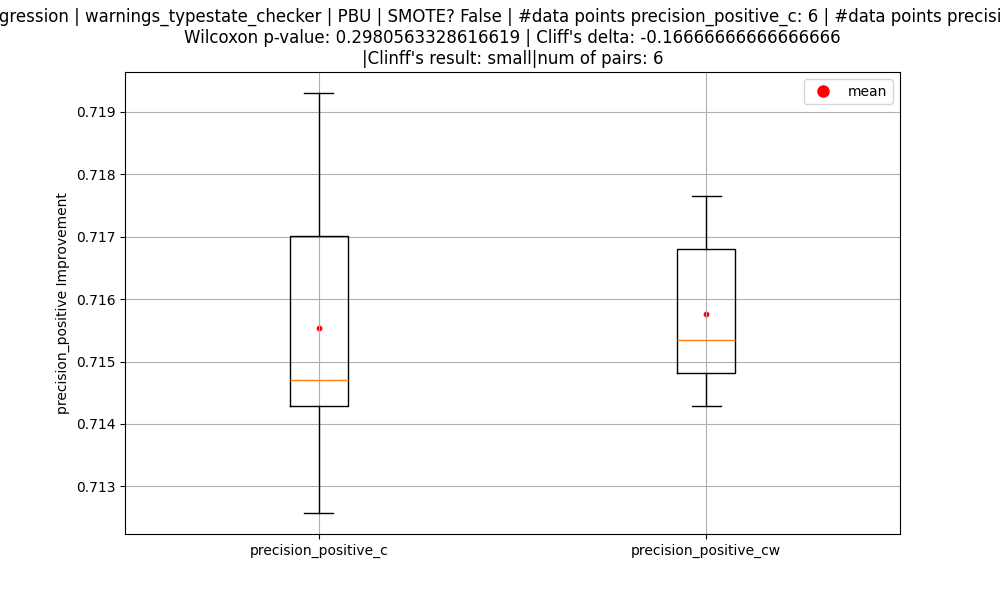 | warnings_typestate_checker | PBU | SMOTE? False | #data points precision_positive_c: 6 | #data points
Wilcoxon p-value: 0.2980563328616619 | Cliff's delta: -0.16666666666666666
|Clinff's result: small|num of pairs: 6
mean
0.719
0.718
0.717
0.716
0.715
0.714
0.713
precision_positive Improvement
precision_positive_c
precision_positive_cw